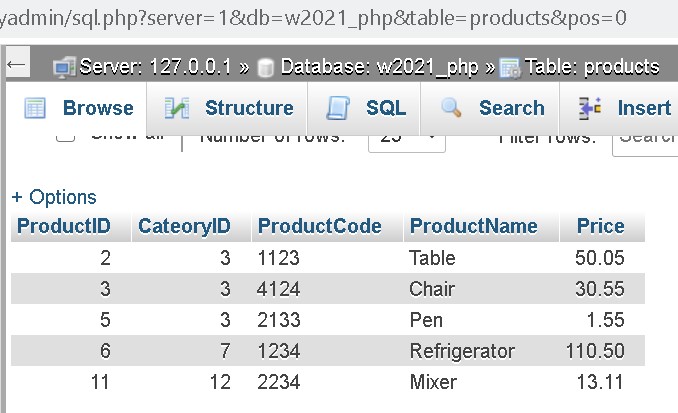 yadmin/sql.php?server=1&db=w2021_php&table=products&pos=0
← Server: 127.0.0.1 » Database: w2021_php » Table: products
Browse Structure SQL Search Insert
Show all Number of rows: 25 Filter rows: Search
+ Options
ProductID CateoryID ProductCode ProductName Price
2 3 1123 Table 50.05
3 3 4124 Chair 30.55
5 3 2133 Pen 1.55
6 7 1234 Refrigerator 110.50
11 12 2234 Mixer 13.11